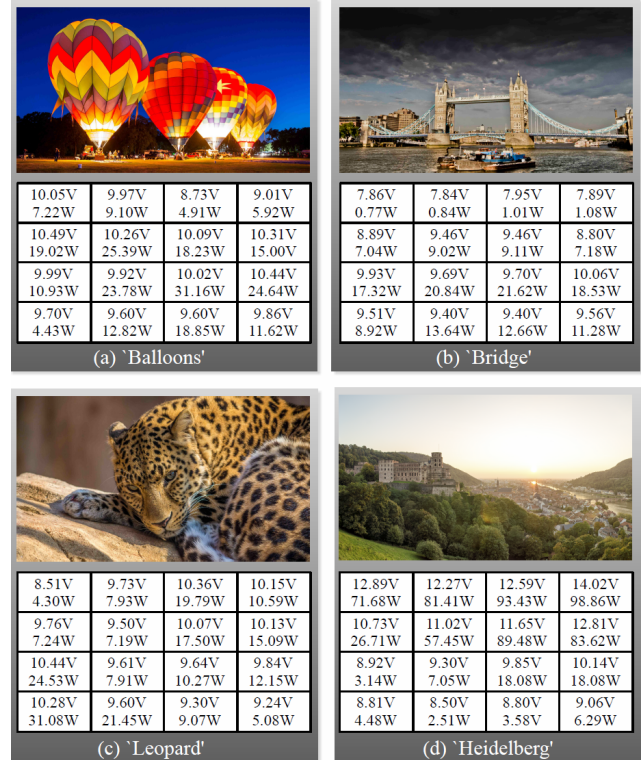 10.05V 9.97V 8.73V 9.01V
7.22W 9.10W 4.91W 5.92W
10.49V 10.26V 10.09V 10.31V
19.02W 25.39W 18.23W 15.00W
9.99V 9.92V 10.02V 10.44V
10.93W 23.78W 31.16W 24.64W
9.70V 9.60V 9.60V 9.86V
4.43W 12.82W 18.85W 11.62W
(a) `Balloons'
7.86V 7.84V 7.95V 7.89V
0.77W 0.84W 1.01W 1.08W
8.89V 9.46V 9.46V 8.80V
7.04W 9.02W 9.11W 7.18W
9.93V 9.69V 9.70V 10.06V
17.32W 20.84W 21.62W 18.53W
9.51V 9.40V 9.40V 9.56V
8.92W 13.64W 12.66W 11.28W
(b) `Bridge'
8.51V 9.73V 10.36V 10.15V
4.30W 7.93W 19.79W 10.59W
9.76V 9.50V 10.07V 10.13V
7.24W 7.19W 17.50W 15.09W
10.44V 9.61V 9.64V 9.84V
24.53W 7.91W 10.27W 12.15W
10.28V 9.60V 9.30V 9.24V
31.08W 21.45W 9.07W 5.08W
(c) `Leopard'
12.89V 12.27V 12.59V 14.02V
71.68W 81.41W 93.43W 98.86W
10.73V 11.02V 11.65V 12.81V
26.71W 57.45W 89.48W 83.62W
8.92V 9.30V 9.85V 10.14V
3.14W 7.05W 18.08W 18.08W
8.81V 8.50V 8.80V 9.06V
4.48W 2.51W 3.58W 6.29W
(d) `Heidelberg'